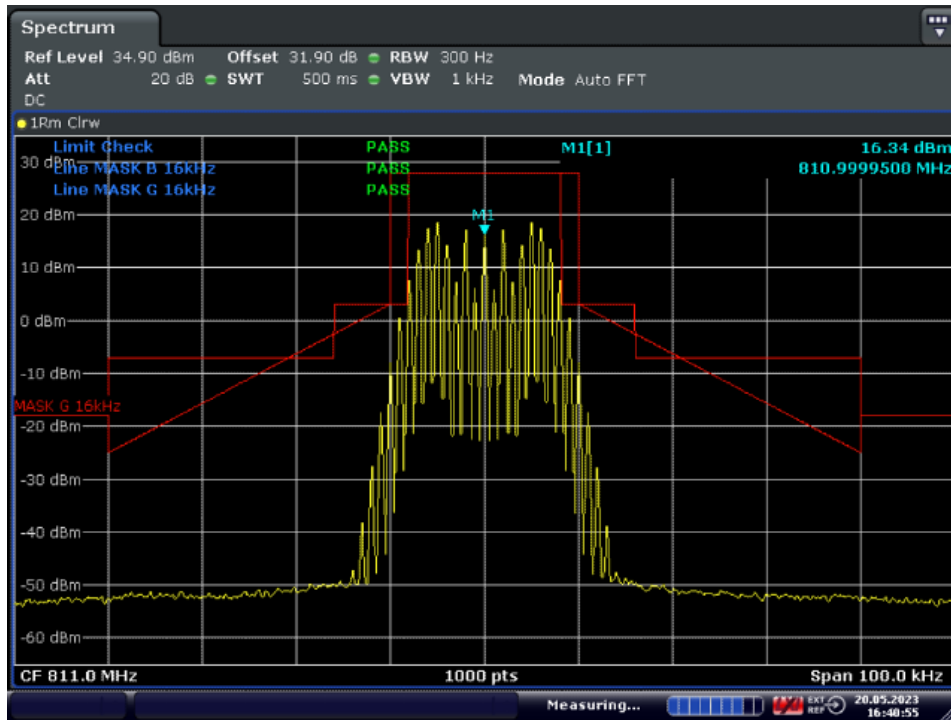 Spectrum
Ref Level 34.90 dBm Offset 31.90 dB RBW 300 Hz
Att 20 dB SWT 500 ms VBW 1 kHz Mode Auto FFT
DC
1Rm Clrw
Limit Check PASS M1[1] 16.34 dBm
30 dBm
Line MASK B 16kHz PASS 810.9999500 MHz
Line MASK G 16kHz PASS
20 dBm
M1
10 dBm
0 dBm
-10 dBm
MASK G 16kHz
-20 dBm
-30 dBm
-40 dBm
-50 dBm
-60 dBm
CF 811.0 MHz 1000 pts Span 100.0 kHz
Measuring... EXT REF 20.05.2023
16:40:55